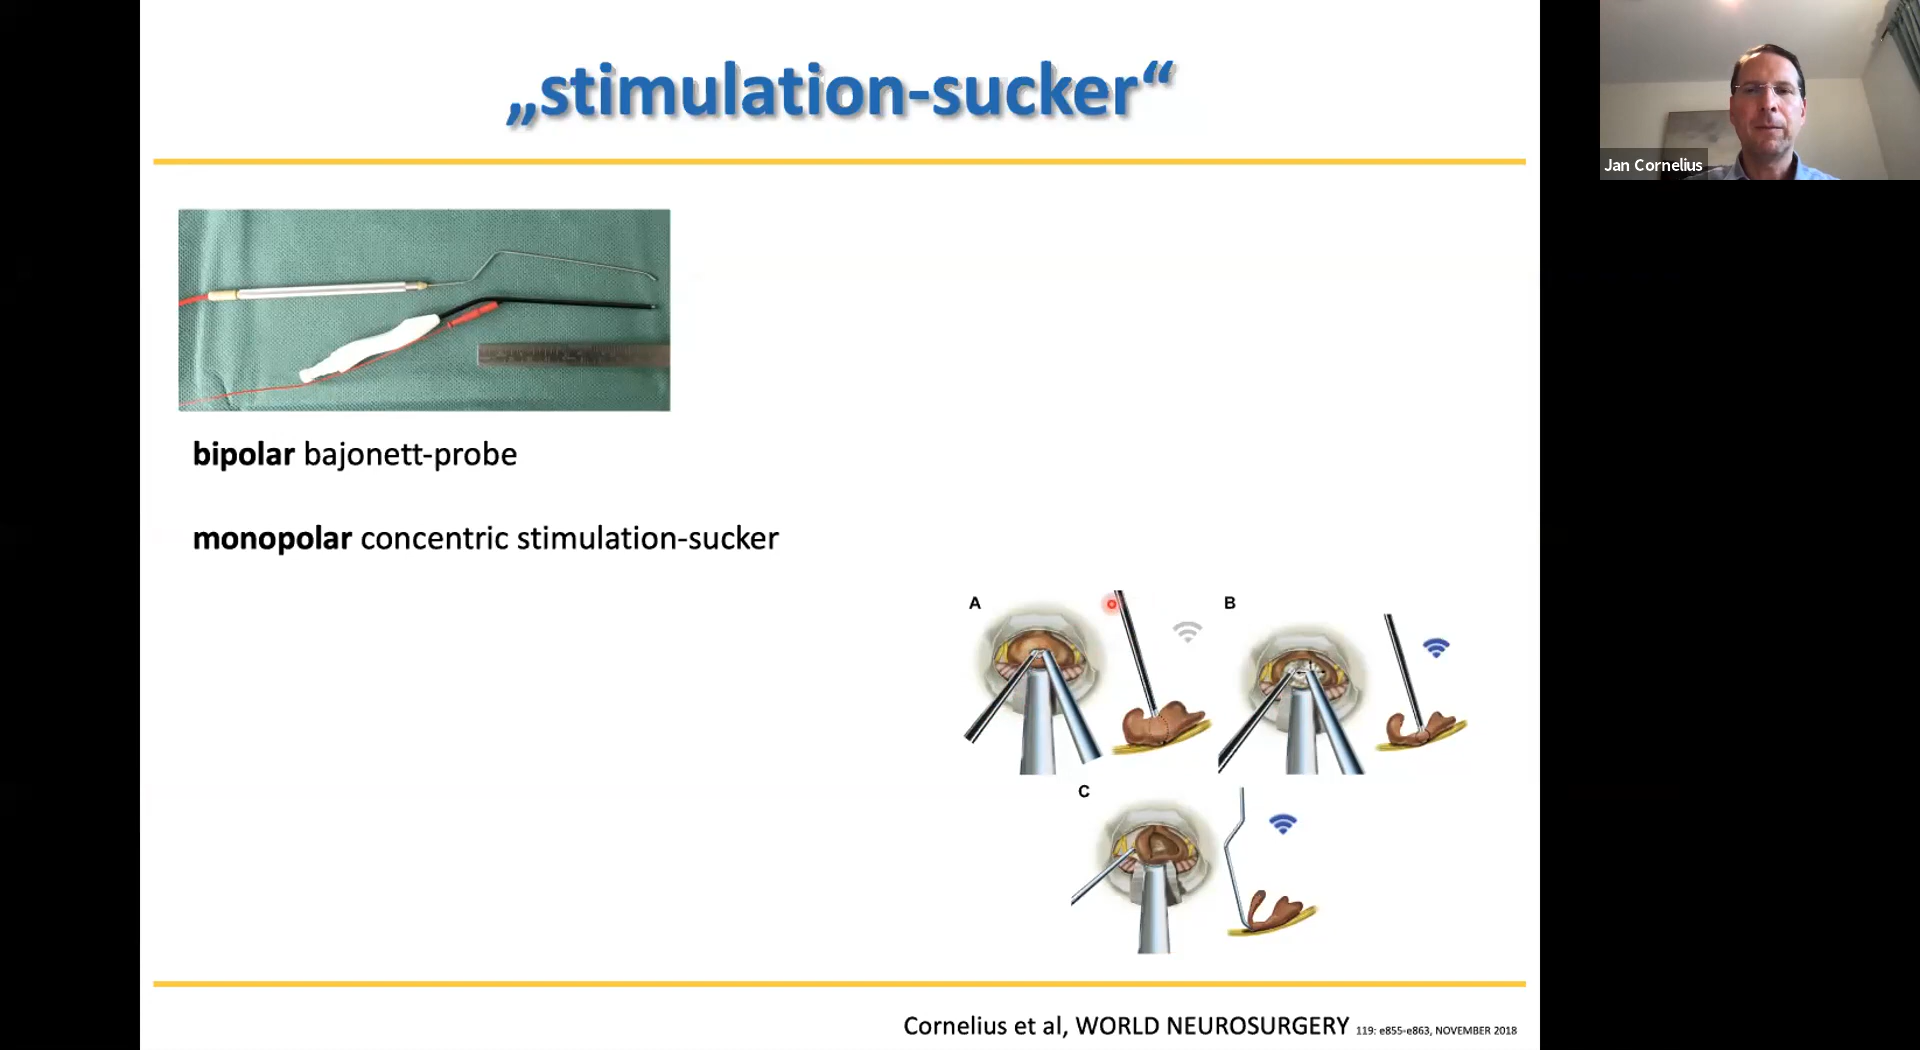 „stimulation-sucker“
Jan Cornelius
bipolar bajonett-probe
monopolar concentric stimulation-sucker
A
B
C
Cornelius et al, WORLD NEUROSURGERY 119: e855-e863, NOVEMBER 2018